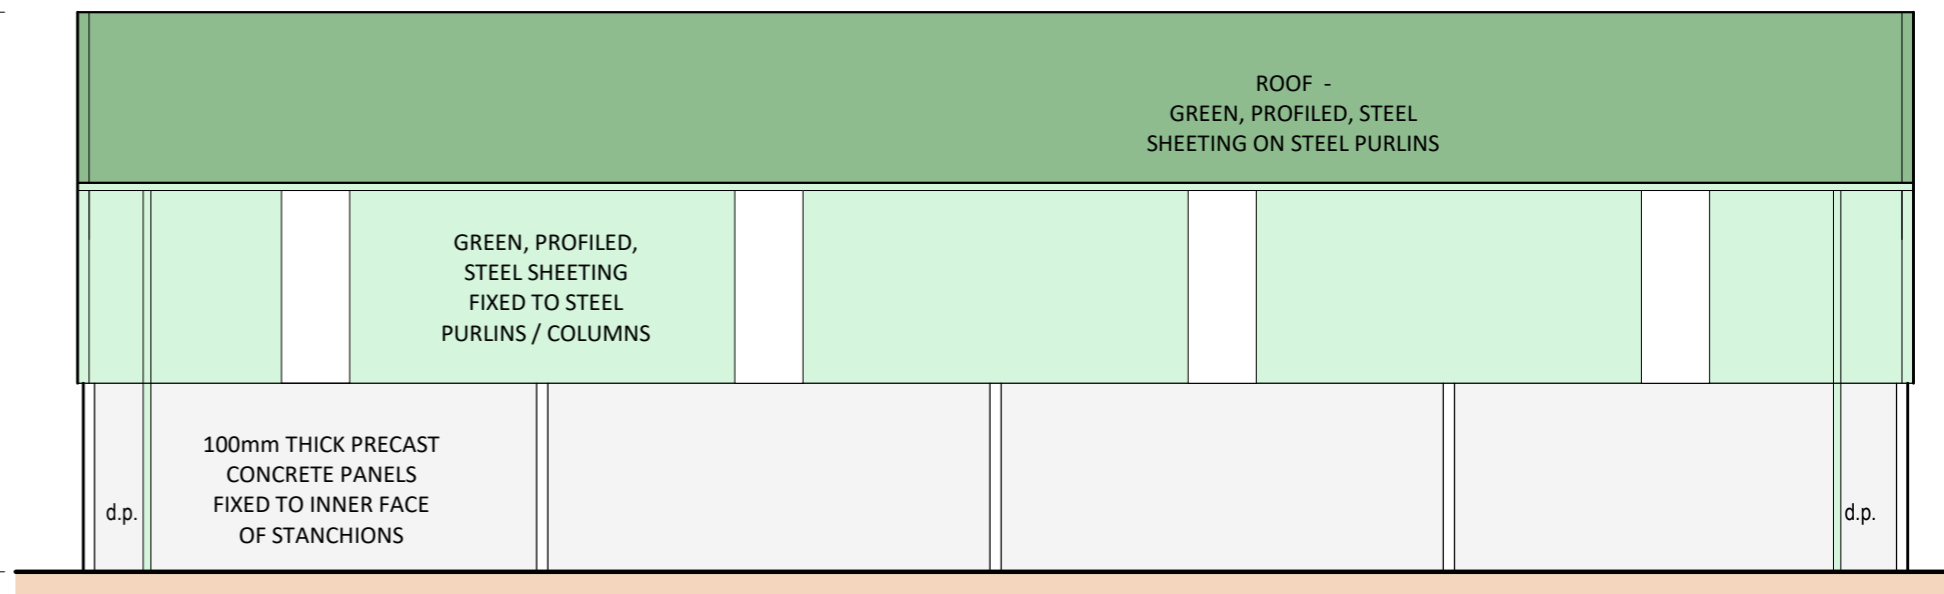 ROOF -
GREEN, PROFILED, STEEL
SHEETING ON STEEL PURLINS
GREEN, PROFILED,
STEEL SHEETING
FIXED TO STEEL
PURLINS / COLUMNS
100mm THICK PRECAST
CONCRETE PANELS
FIXED TO INNER FACE
OF STANCHIONS
d.p.
d.p.